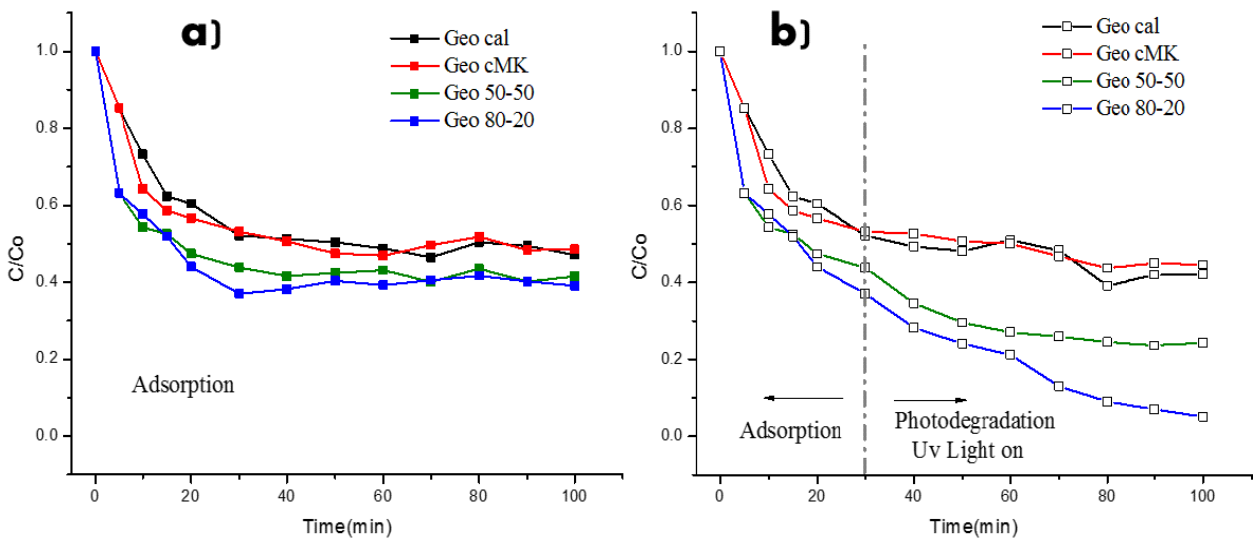 a)
Geo cal
Geo cMK
Geo 50-50
Geo 80-20
1.0
0.8
0.6
0.4
0.2
0.0
C/Co
Adsorption
0
20
40
60
80
100
Time(min)
b)
Geo cal
Geo cMK
Geo 50-50
Geo 80-20
1.0
0.8
0.6
0.4
0.2
0.0
C/Co
Adsorption
Photodegradation
Uv Light on
0
20
40
60
80
100
Time(min)